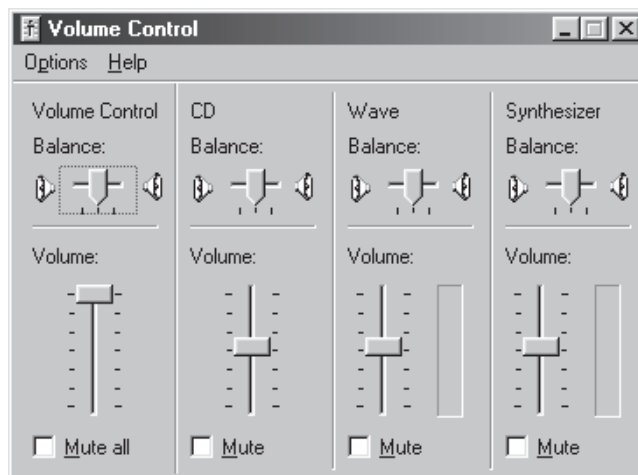 Volume Control
Options Help
Volume Control CD Wave Synthesizer
Balance: Balance: Balance: Balance:
Volume: Volume: Volume: Volume:
Mute all Mute Mute Mute